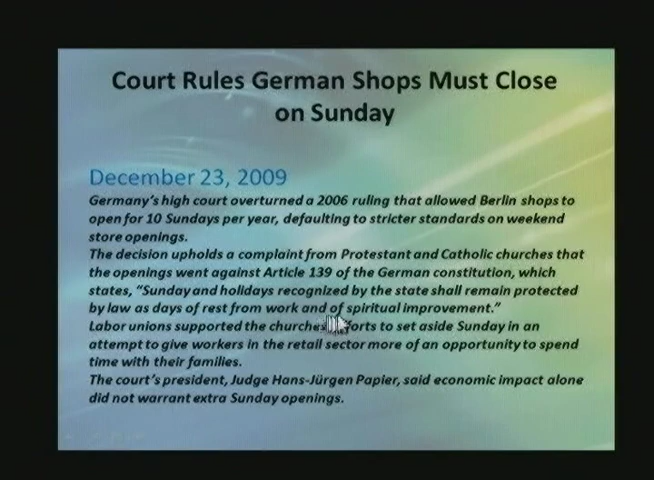 Court Rules German Shops Must Close
on Sunday
December 23, 2009
Germany's high court overturned a 2006 ruling that allowed Berlin shops to
open for 10 Sundays per year, defaulting to stricter standards on weekend
store openings.
The decision upholds a complaint from Protestant and Catholic churches that
the openings went against Article 139 of the German constitution, which
states, “Sunday and holidays recognized by the state shall remain protected
by law as days of rest from work and of spiritual improvement.”
Labor unions supported the churches to set aside Sunday in an
attempt to give workers in the retail sector more of an opportunity to spend
time with their families.
The court's president, Judge Hans-Jürgen Papier, said economic impact alone
did not warrant extra Sunday openings.